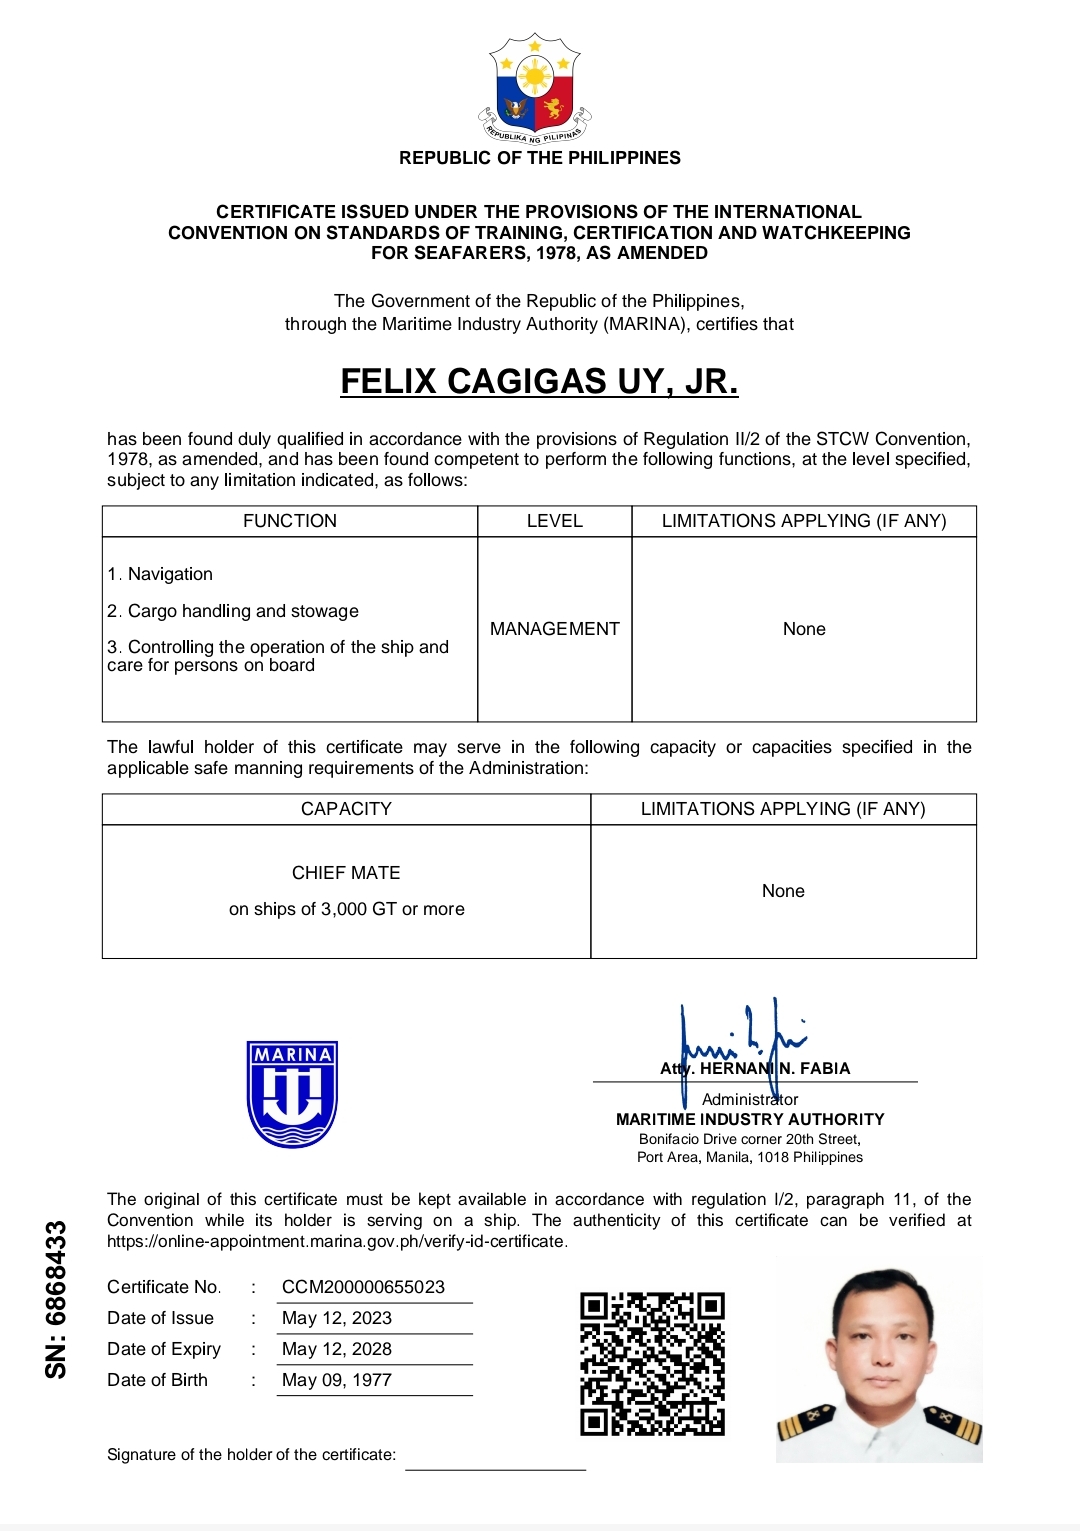 REPUBLIKA NG PILIPINAS
REPUBLIC OF THE PHILIPPINES
CERTIFICATE ISSUED UNDER THE PROVISIONS OF THE INTERNATIONAL
CONVENTION ON STANDARDS OF TRAINING, CERTIFICATION AND WATCHKEEPING
FOR SEAFARERS, 1978, AS AMENDED
The Government of the Republic of the Philippines,
through the Maritime Industry Authority (MARINA), certifies that
FELIX CAGIGAS UY, JR.
has been found duly qualified in accordance with the provisions of Regulation II/2 of the STCW Convention,
1978, as amended, and has been found competent to perform the following functions, at the level specified,
subject to any limitation indicated, as follows:
FUNCTION LEVEL LIMITATIONS APPLYING (IF ANY)
1. Navigation
2. Cargo handling and stowage
3. Controlling the operation of the ship and
care for persons on board
MANAGEMENT
None
The lawful holder of this certificate may serve in the following capacity or capacities specified in the
applicable safe manning requirements of the Administration:
CAPACITY LIMITATIONS APPLYING (IF ANY)
CHIEF MATE
on ships of 3,000 GT or more
None
MARINA
Atty. HERNANI N. FABIA
Administrator
MARITIME INDUSTRY AUTHORITY
Bonifacio Drive corner 20th Street,
Port Area, Manila, 1018 Philippines
The original of this certificate must be kept available in accordance with regulation I/2, paragraph 11, of the
Convention while its holder is serving on a ship. The authenticity of this certificate can be verified at
https://online-appointment.marina.gov.ph/verify-id-certificate.
SN: 6868433
Certificate No. : CCM200000655023
Date of Issue : May 12, 2023
Date of Expiry : May 12, 2028
Date of Birth : May 09, 1977
Signature of the holder of the certificate: